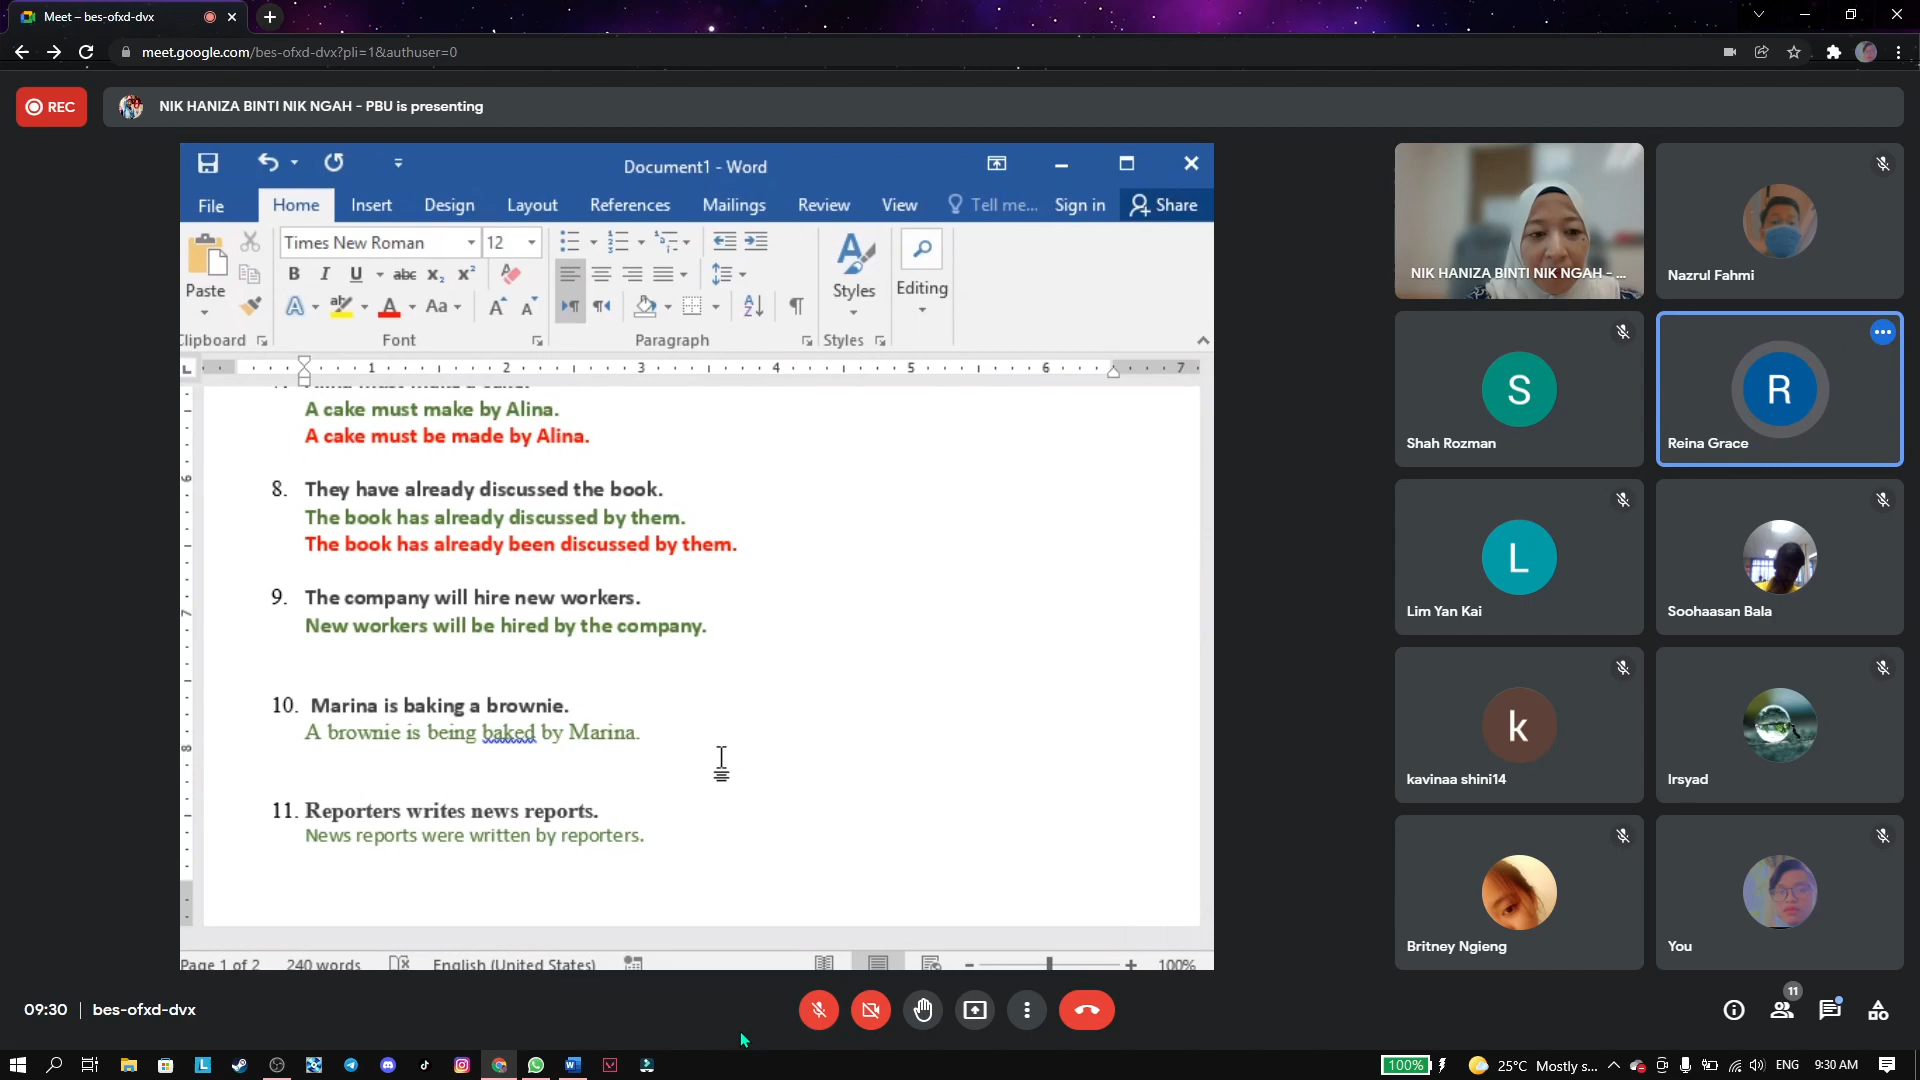 Meet – bes-ofxd-dvx
meet.google.com/bes-ofxd-dvx?pli=1&authuser=0
REC
NIK HANIZA BINTI NIK NGAH - PBU is presenting
Document1 - Word
File Home Insert Design Layout References Mailings Review View Tell me... Sign in Share
Times New Roman 12
Paste
Styles
Editing
Clipboard Font Paragraph Styles
1 2 3 4 5 6 7
A cake must make by Alina.
A cake must be made by Alina.
8. They have already discussed the book.
The book has already discussed by them.
The book has already been discussed by them.
9. The company will hire new workers.
New workers will be hired by the company.
10. Marina is baking a brownie.
A brownie is being baked by Marina.
11. Reporters writes news reports.
News reports were written by reporters.
Page 1 of 2 240 words English (United States) 100%
NIK HANIZA BINTI NIK NGAH - ...
Nazrul Fahmi
S
Shah Rozman
R
Reina Grace
L
Lim Yan Kai
Soohaasan Bala
k
kavinaa shini14
Irsyad
Britney Ngieng
You
09:30 | bes-ofxd-dvx
11
100% 25°C Mostly s... ENG 9:30 AM